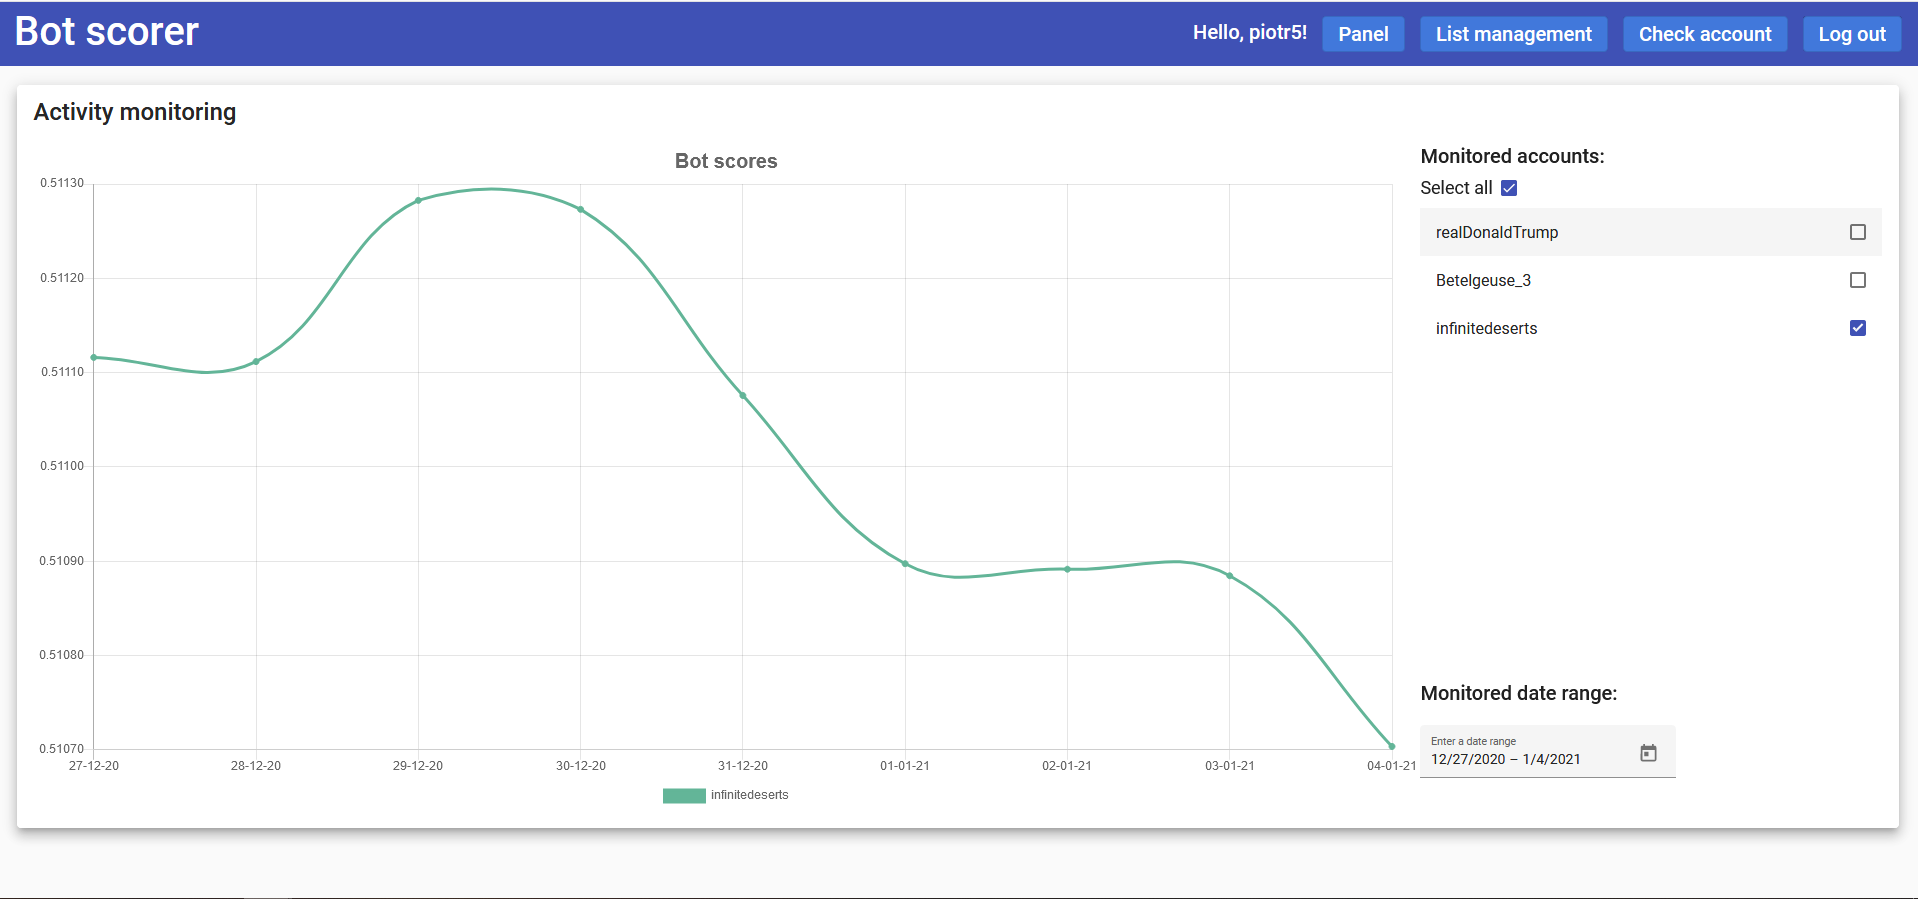 Bot scorer
Hello, piotr5!
Panel
List management
Check account
Log out
Activity monitoring
Bot scores
0.51130
0.51120
0.51110
0.51100
0.51090
0.51080
0.51070
27-12-20
28-12-20
29-12-20
30-12-20
31-12-20
01-01-21
02-01-21
03-01-21
04-01-21
infinitedeserts
Monitored accounts:
Select all
realDonaldTrump
Betelgeuse_3
infinitedeserts
Monitored date range:
Enter a date range
12/27/2020 – 1/4/2021